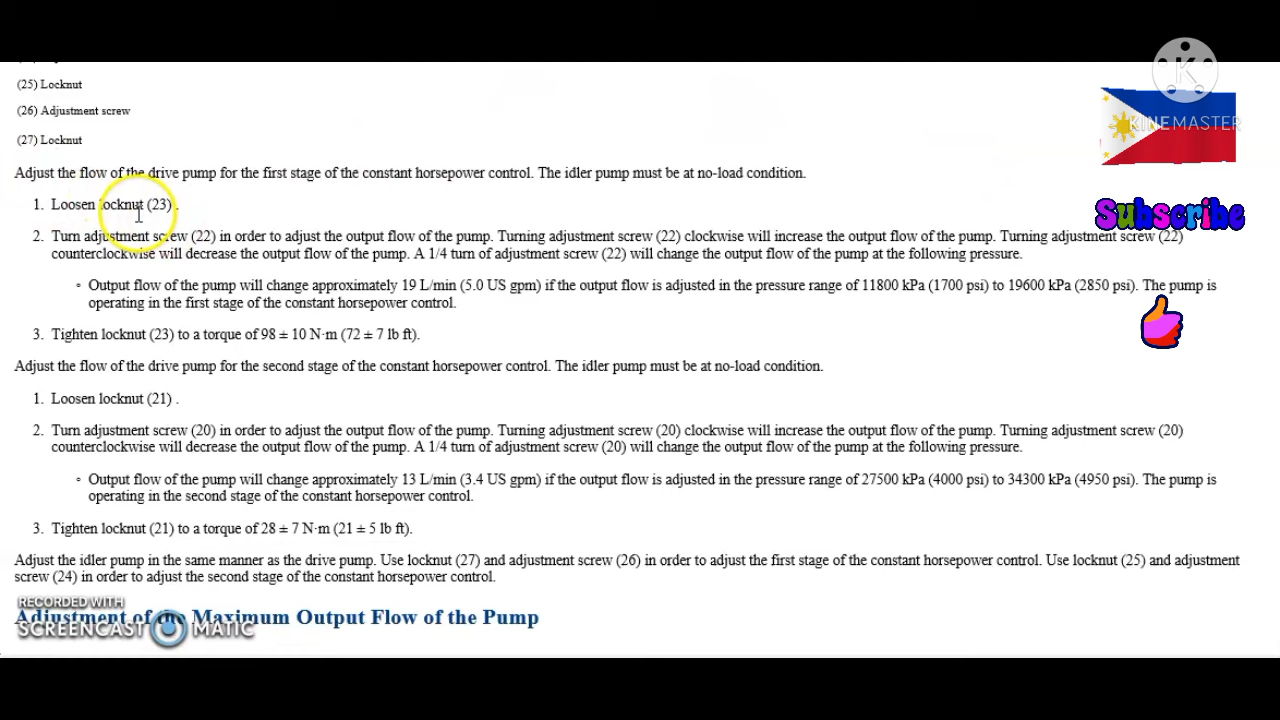 (25) Locknut
(26) Adjustment screw
(27) Locknut
KINEMASTER
Adjust the flow of the drive pump for the first stage of the constant horsepower control. The idler pump must be at no-load condition.
1. Loosen locknut (23) .
Subscribe
2. Turn adjustment screw (22) in order to adjust the output flow of the pump. Turning adjustment screw (22) clockwise will increase the output flow of the pump. Turning adjustment screw (22)
counterclockwise will decrease the output flow of the pump. A 1/4 turn of adjustment screw (22) will change the output flow of the pump at the following pressure.
◦ Output flow of the pump will change approximately 19 L/min (5.0 US gpm) if the output flow is adjusted in the pressure range of 11800 kPa (1700 psi) to 19600 kPa (2850 psi). The pump is
operating in the first stage of the constant horsepower control.
3. Tighten locknut (23) to a torque of 98 ± 10 N·m (72 ± 7 lb ft).
Adjust the flow of the drive pump for the second stage of the constant horsepower control. The idler pump must be at no-load condition.
1. Loosen locknut (21) .
2. Turn adjustment screw (20) in order to adjust the output flow of the pump. Turning adjustment screw (20) clockwise will increase the output flow of the pump. Turning adjustment screw (20)
counterclockwise will decrease the output flow of the pump. A 1/4 turn of adjustment screw (20) will change the output flow of the pump at the following pressure.
◦ Output flow of the pump will change approximately 13 L/min (3.4 US gpm) if the output flow is adjusted in the pressure range of 27500 kPa (4000 psi) to 34300 kPa (4950 psi). The pump is
operating in the second stage of the constant horsepower control.
3. Tighten locknut (21) to a torque of 28 ± 7 N·m (21 ± 5 lb ft).
Adjust the idler pump in the same manner as the drive pump. Use locknut (27) and adjustment screw (26) in order to adjust the first stage of the constant horsepower control. Use locknut (25) and adjustment
screw (24) in order to adjust the second stage of the constant horsepower control.
RECORDED WITH
Adjustment of the Maximum Output Flow of the Pump
SCREENCAST MATIC